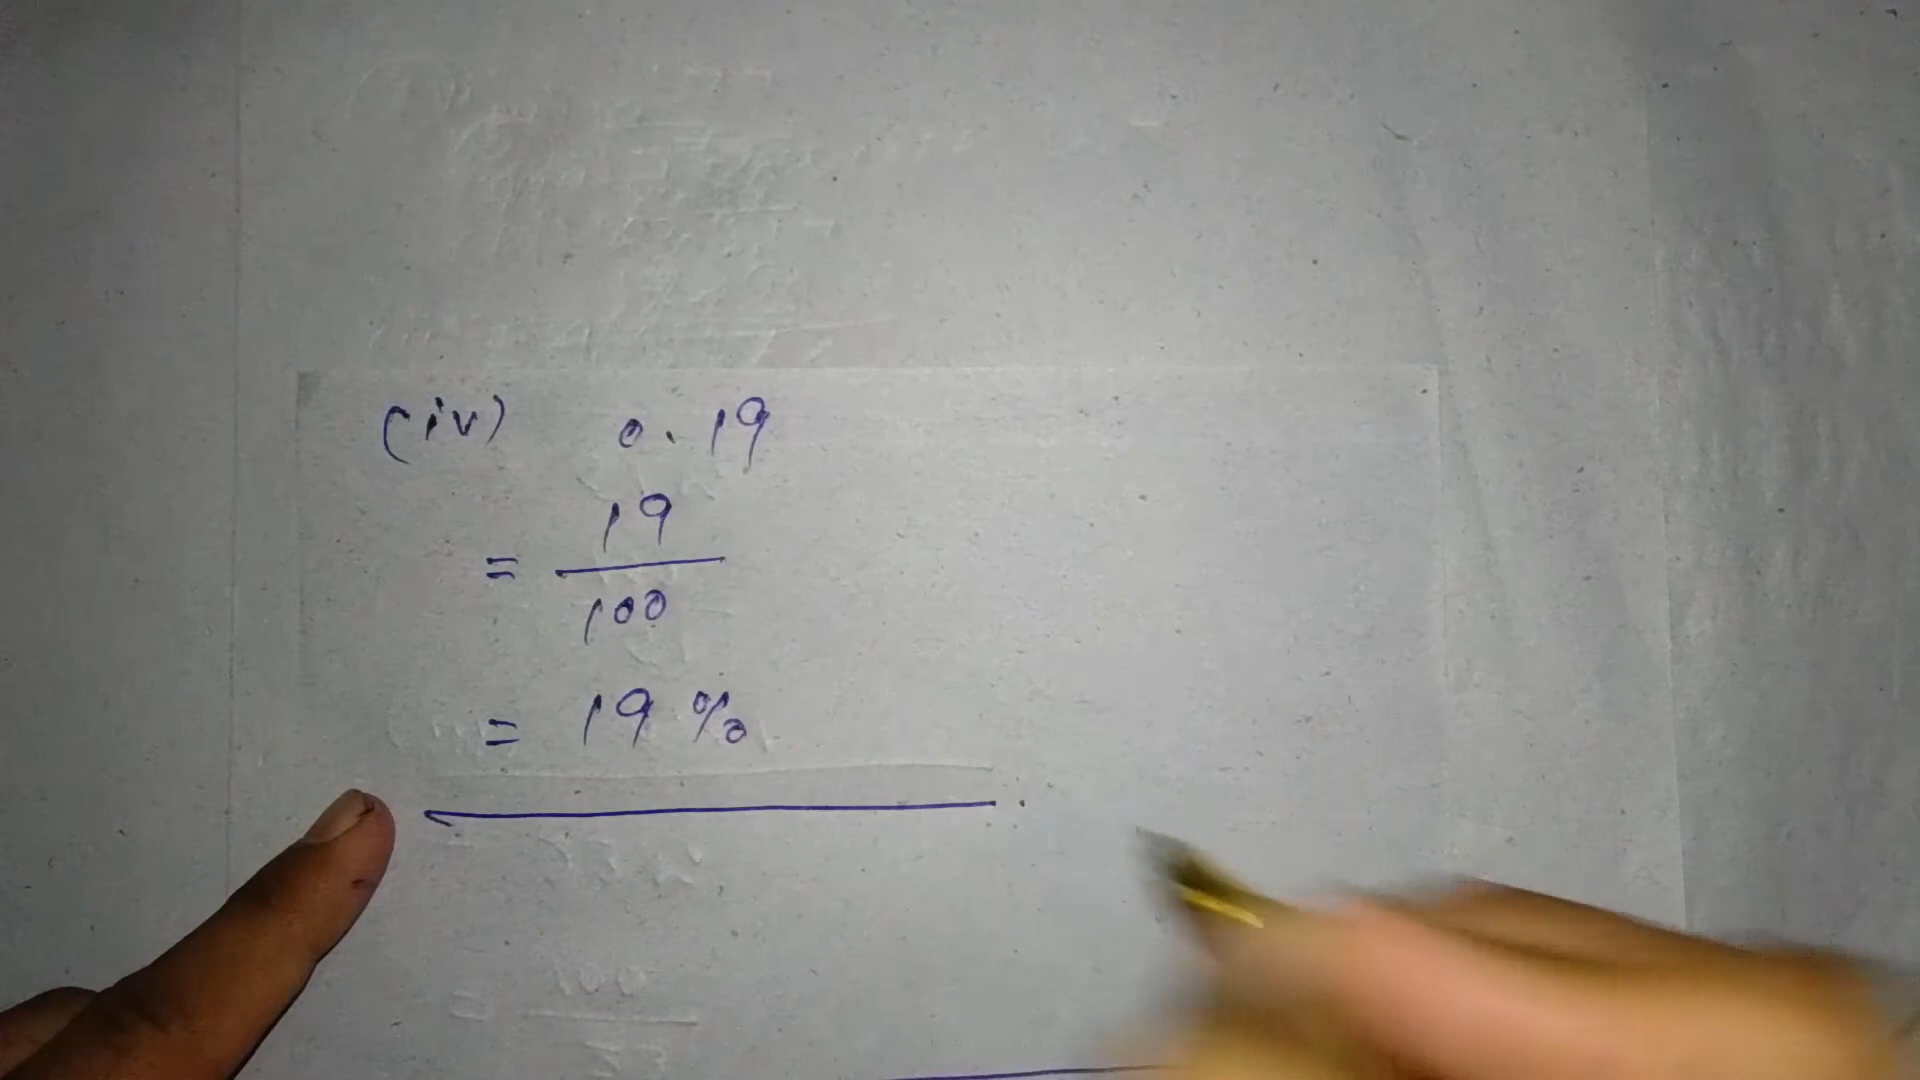 (iv) 0.19
= 19
100
= 19 %